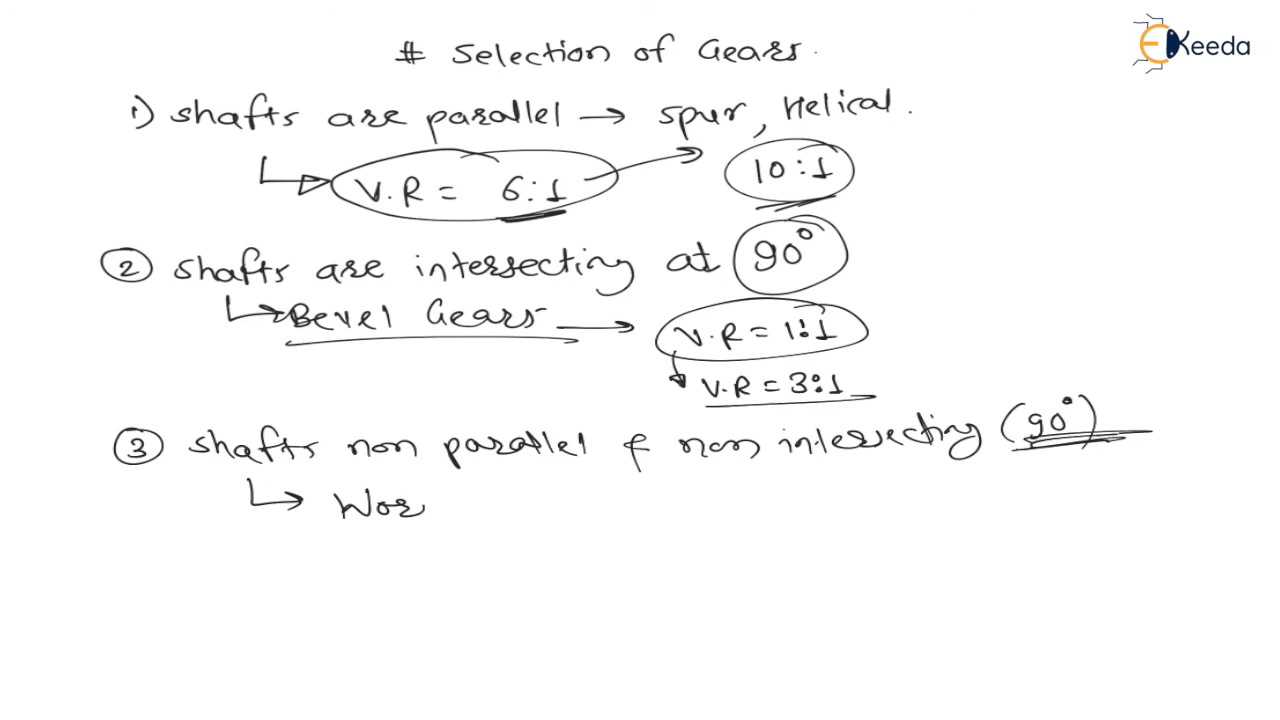 # Selection of Gears.
EKeeda
1) shafts are parallel → spur, Helical.
V.R = 6:1 10:1
② shafts are intersecting at 90°
Bevel Gears → V.R = 1:1
V.R = 3:1
③ shafts non parallel & non intersecting (90°)
Wor